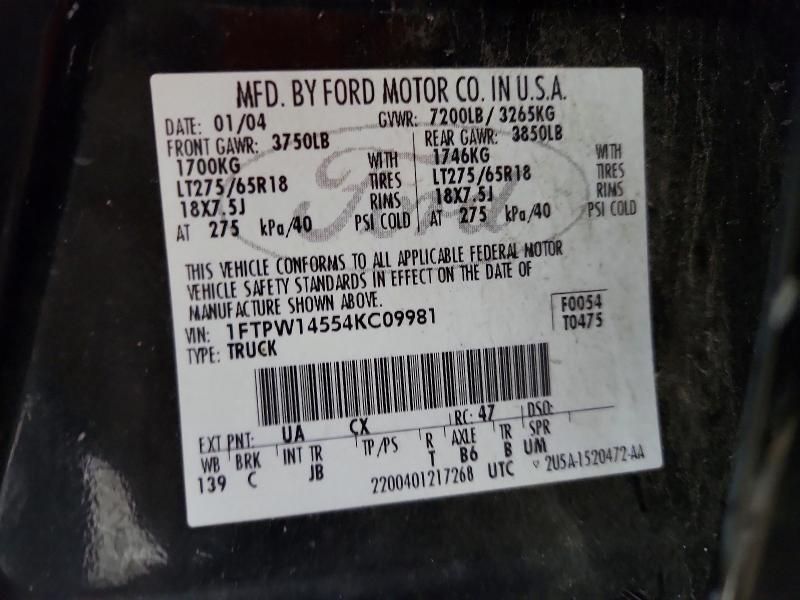 MFD. BY FORD MOTOR CO. IN U.S.A.
DATE: 01/04 GVWR: 7200LB / 3265KG
FRONT GAWR: 3750LB REAR GAWR: 3850LB
1700KG WITH 1746KG WITH
LT275/65R18 TIRES LT275/65R18 TIRES
18X7.5J RIMS 18X7.5J RIMS
AT 275 kPa/40 PSI COLD AT 275 kPa/40 PSI COLD
Ford
THIS VEHICLE CONFORMS TO ALL APPLICABLE FEDERAL MOTOR
VEHICLE SAFETY STANDARDS IN EFFECT ON THE DATE OF
MANUFACTURE SHOWN ABOVE.
VIN: 1FTPW14554KC09981 F0054
TYPE: TRUCK T0475
EXT PNT: UA CX RC: 47 DSO:
WB BRK INT TR TP/PS R AXLE TR SPR
139 C JB T B6 B UM
2200401217268 UTC ▽ 2U5A-1520472-AA